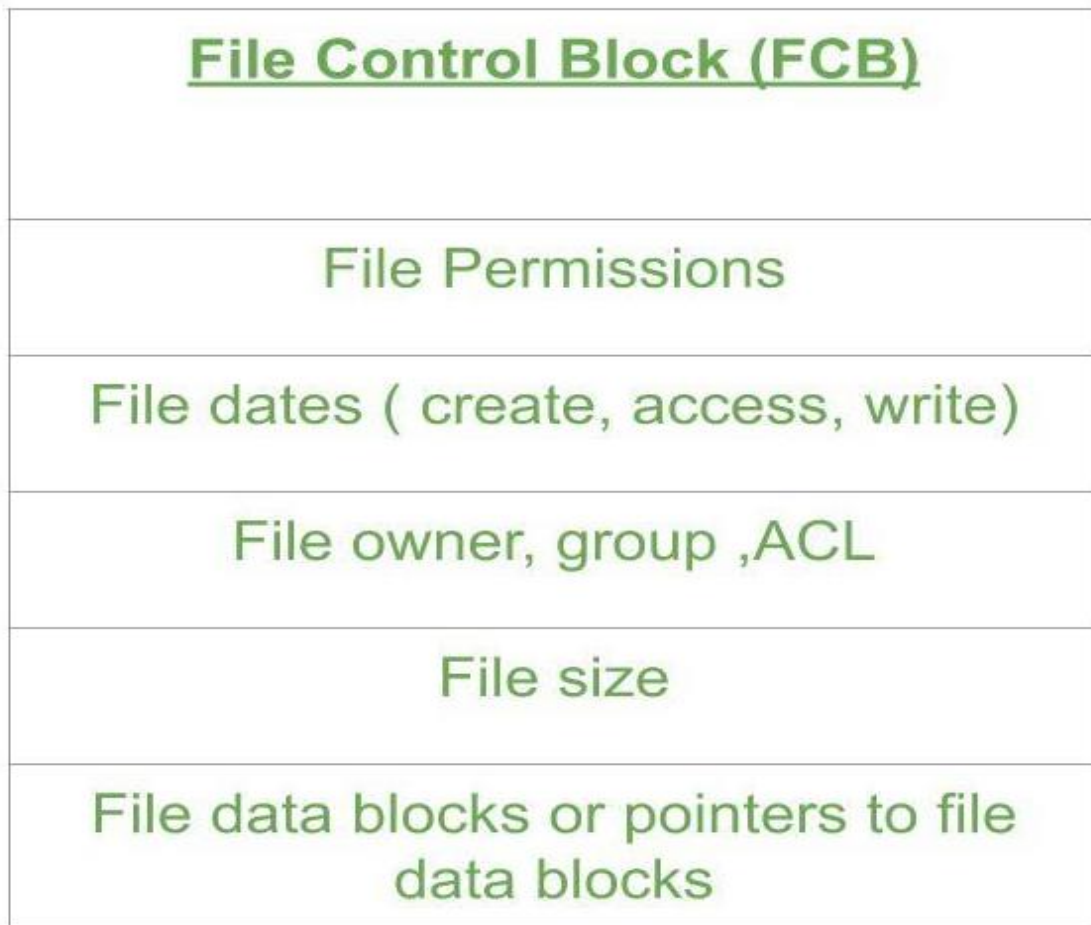 File Control Block (FCB)
File Permissions
File dates ( create, access, write)
File owner, group ,ACL
File size
File data blocks or pointers to file
data blocks